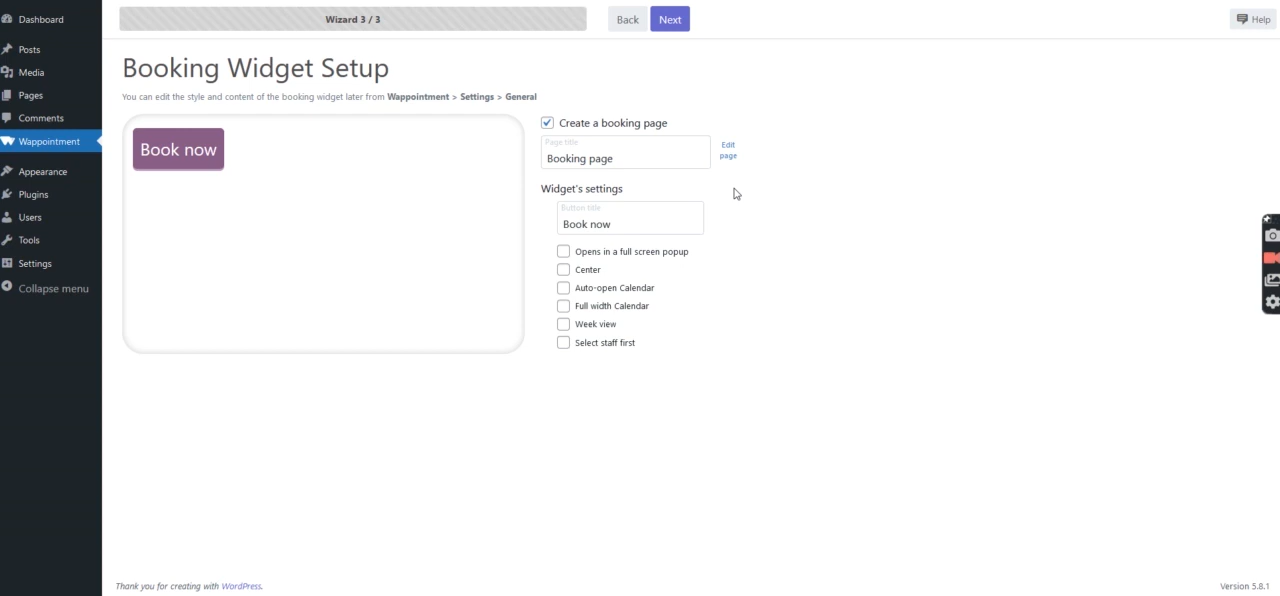 Dashboard
Posts
Media
Pages
Comments
Wappointment
Appearance
Plugins
Users
Tools
Settings
Collapse menu
Wizard 3 / 3
Back
Next
Help
Booking Widget Setup
You can edit the style and content of the booking widget later from Wappointment > Settings > General
Book now
Create a booking page
Page title
Booking page
Edit
page
Widget's settings
Button title
Book now
Opens in a full screen popup
Center
Auto-open Calendar
Full width Calendar
Week view
Select staff first
Thank you for creating with WordPress.
Version 5.8.1